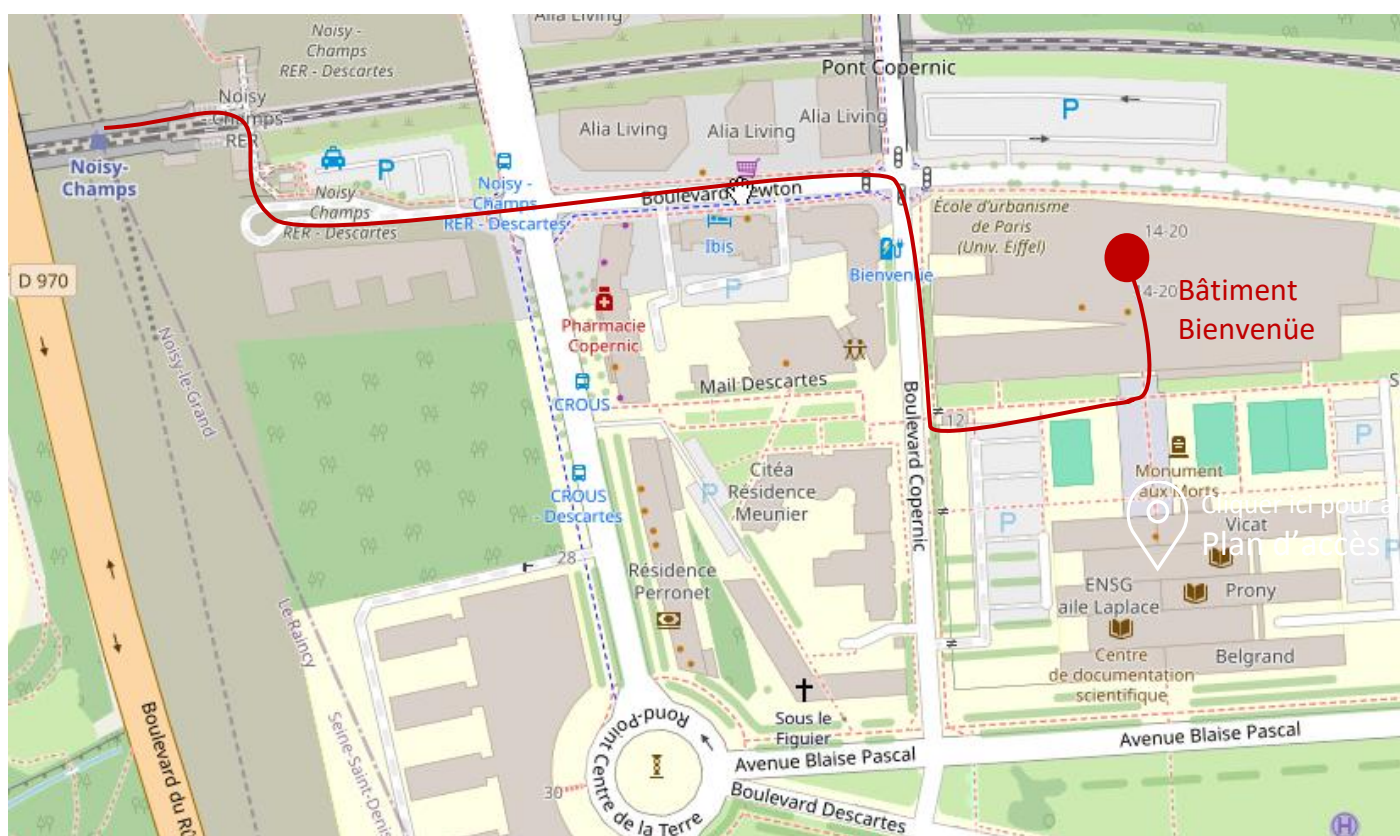 Alia Living
Noisy -
Champs
RER - Descartes
Pont Copernic
Noisy
- Champs
RER
P
Alia Living
Alia Living
Alia Living
Noisy-
Champs
P
Noisy -
Champs
RER - Descartes
Noisy
Champs
RER - Descartes
Boulevard Newton
École d'urbanisme
de Paris
(Univ. Eiffel)
14-20
Ibis
Bienvenüe
D 970
P
4-20
Bâtiment
Bienvenüe
Pharmacie
Copernic
Noisy-le-Grand
Mail Descartes
CROUS
Boulevard Copernic
12
S
P
Citéa
Résidence
Meunier
Monument
aux Morts
CROUS
- Descartes
P
P
Cliquer ici pour a
Plan d'accès
Vicat
P
28
Résidence
Perronet
ENSG
aile Laplace
Prony
Le Raincy
Centre
de documentation
scientifique
Belgrand
Sous le
Figuier
Rond-Point Centre de la Terre
Avenue Blaise Pascal
Avenue Blaise Pascal
Boulevard du Rû
Seine-Saint-Denis
30
Boulevard Descartes
H